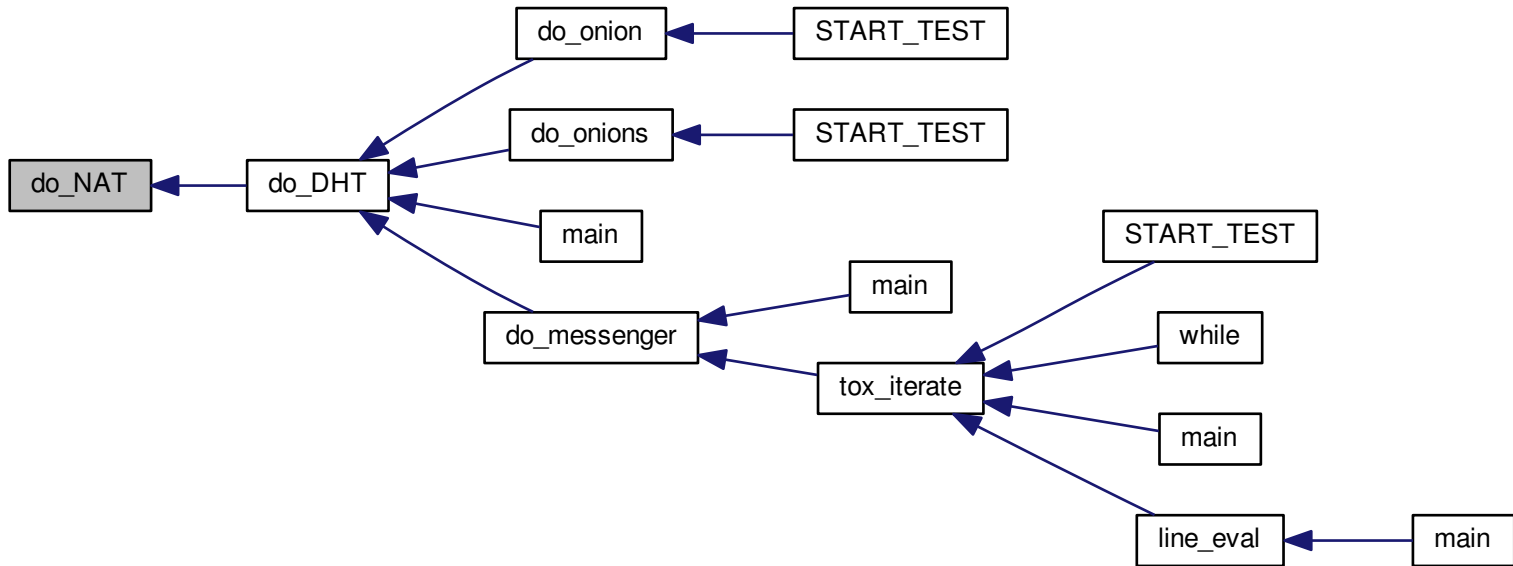 do_onion
START_TEST
do_onions
START_TEST
do_NAT
do_DHT
main
START_TEST
main
do_messenger
while
tox_iterate
main
line_eval
main